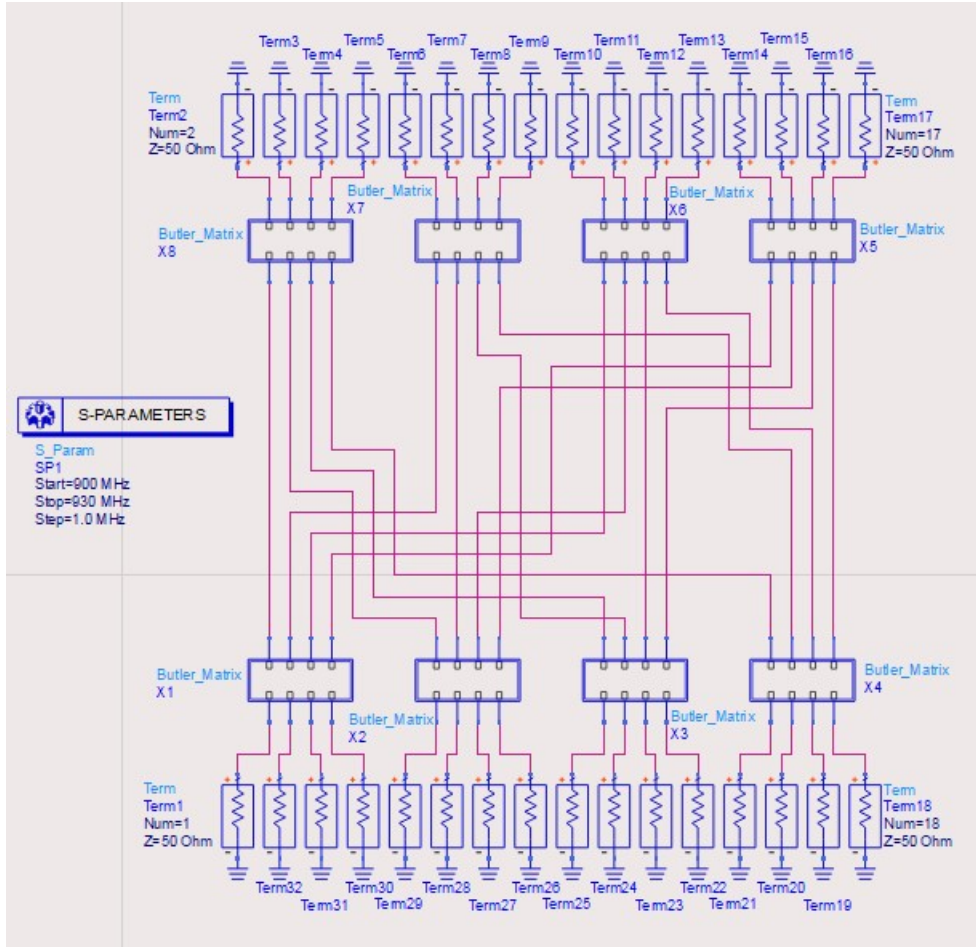 Term3
Term4
Term5
Term6
Term7
Term8
Term9
Term10
Term11
Term12
Term13
Term14
Term15
Term16
Term
Term2
Num=2
Z=50 Ohm
Term
Term17
Num=17
Z=50 Ohm
Butler_Matrix
X8
Butler_Matrix
X7
Butler_Matrix
X6
Butler_Matrix
X5
S-PARAMETERS
S_Param
SP1
Start=900 MHz
Stop=930 MHz
Step=1.0 MHz
Butler_Matrix
X1
Butler_Matrix
X2
Butler_Matrix
X3
Butler_Matrix
X4
Term
Term1
Num=1
Z=50 Ohm
Term
Term18
Num=18
Z=50 Ohm
Term32
Term31
Term30
Term29
Term28
Term27
Term26
Term25
Term24
Term23
Term22
Term21
Term20
Term19